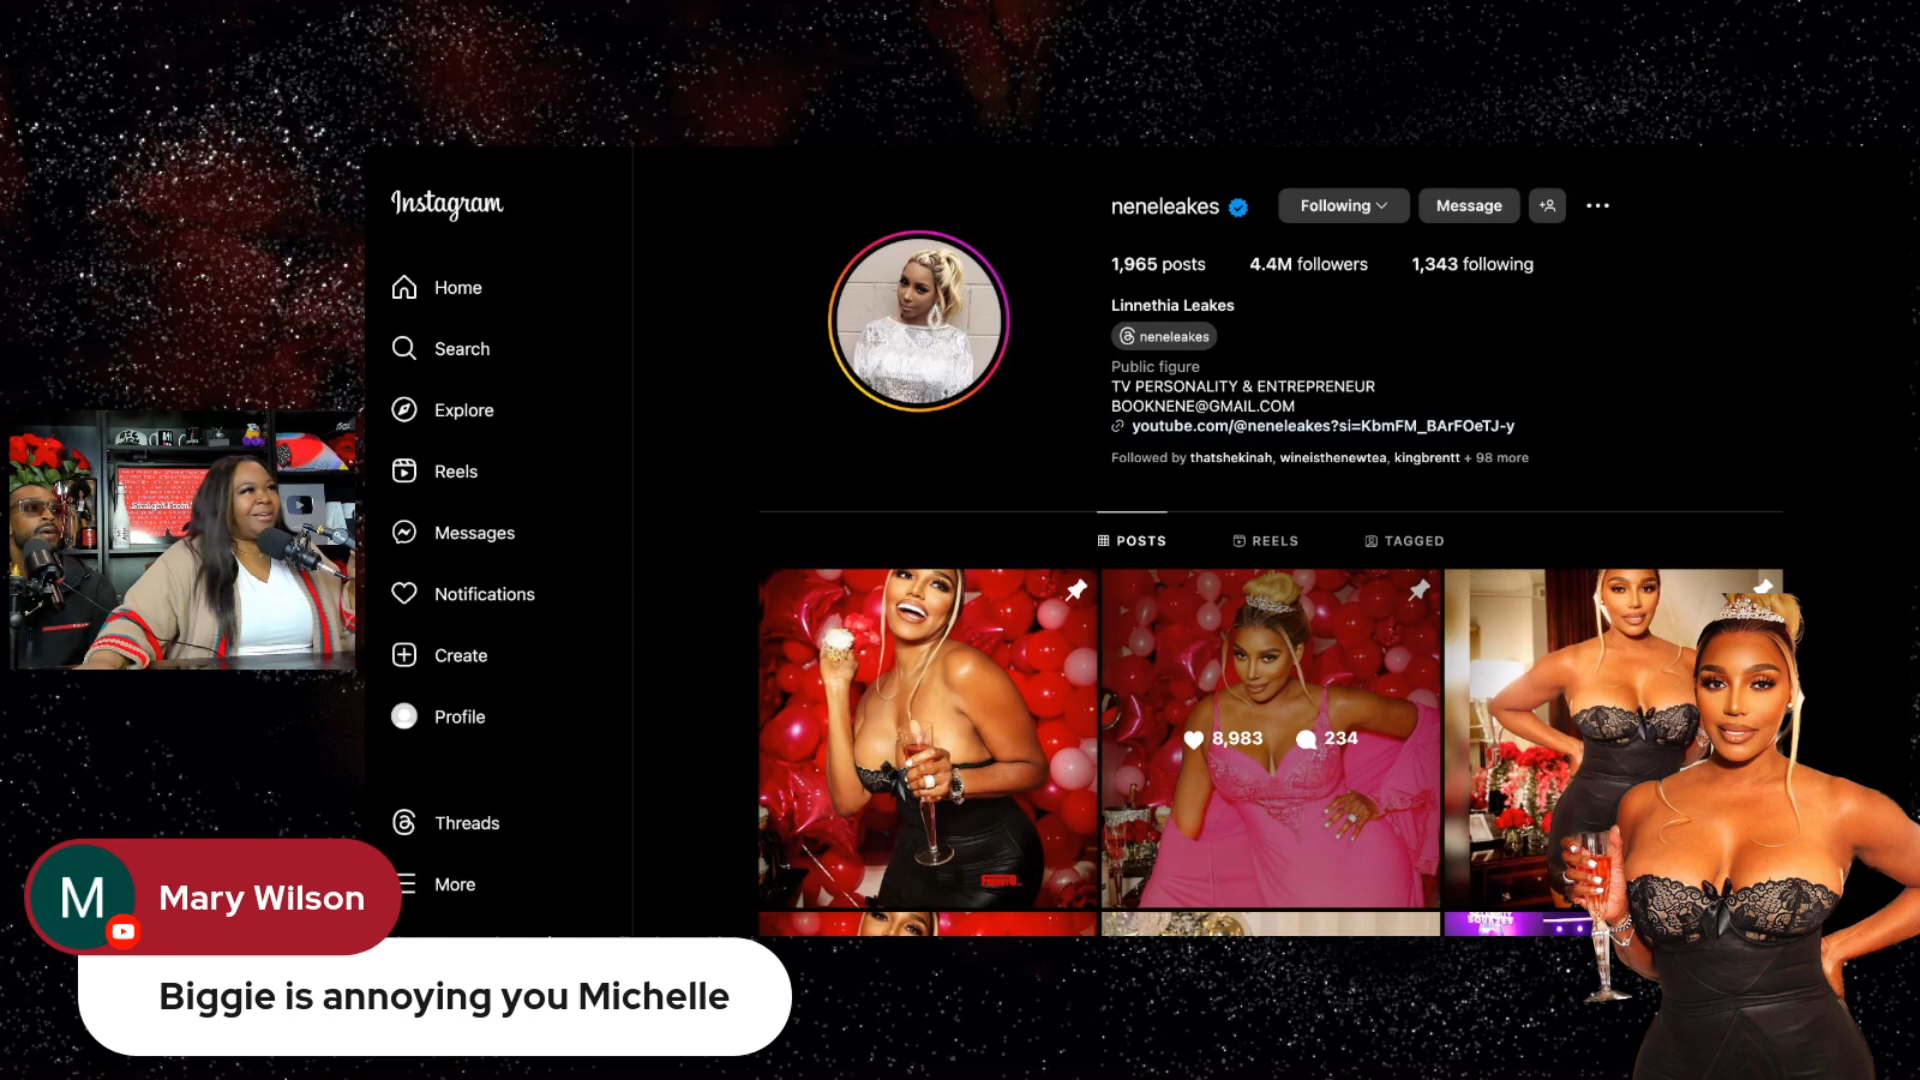 Instagram
Home
Search
Explore
Reels
Messages
Notifications
Create
Profile
Threads
More
neneleakes
Following
Message
1,965 posts 4.4M followers 1,343 following
Linnethia Leakes
neneleakes
Public figure
TV PERSONALITY & ENTREPRENEUR
BOOKNENE@GMAIL.COM
youtube.com/@neneleakes?si=KbmFM_BArFOeTJ-y
Followed by thatshekinah, wineisthenewtea, kingbrentt + 98 more
POSTS REELS TAGGED
8,983 234
Straight From
M
Mary Wilson
Biggie is annoying you Michelle